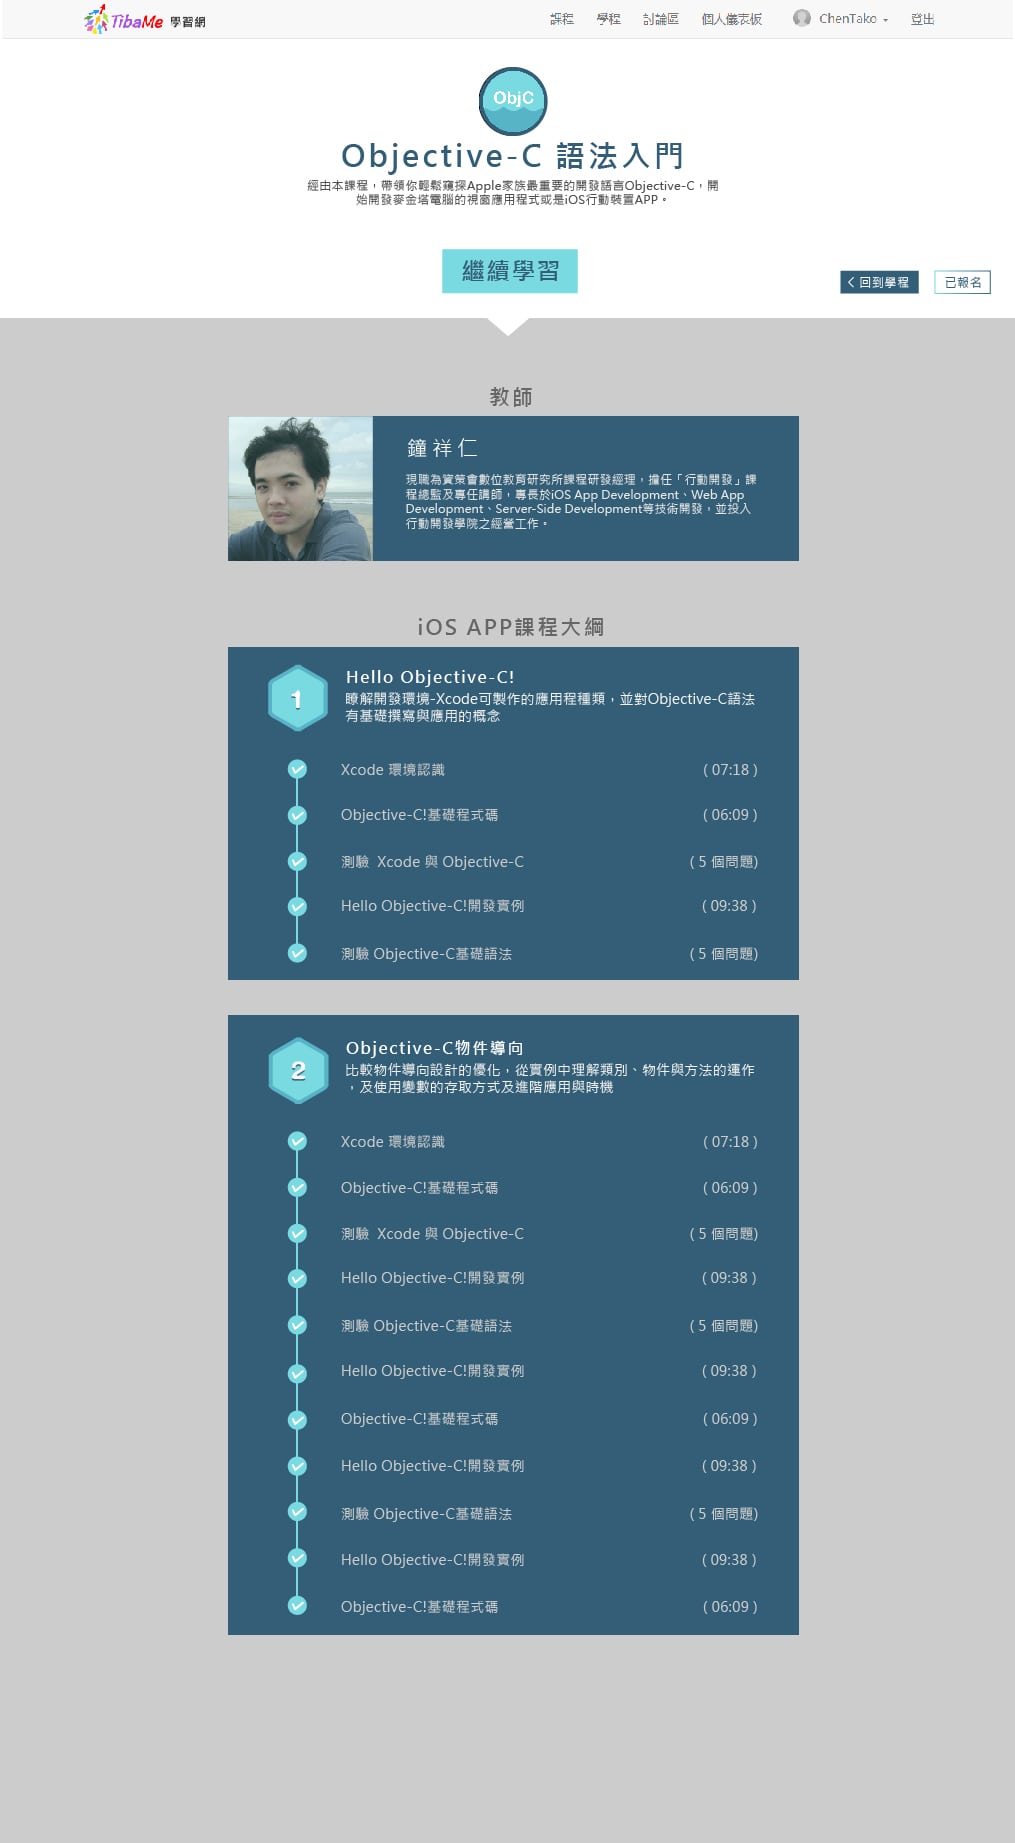 TibaMe 學習網
課程 學程 討論區 個人儀表板 ChenTako 登出
ObjC
Objective-C 語法入門
經由本課程，帶領你輕鬆窺探Apple家族最重要的開發語言Objective-C，開
始開發麥金塔電腦的視窗應用程式或是iOS行動裝置APP。
繼續學習
回到學程
已報名
教師
鐘祥仁
現職為資策會數位教育研究所課程研發經理，擔任「行動開發」課
程總監及專任講師，專長於iOS App Development、Web App
Development、Server-Side Development等技術開發，並投入
行動開發學院之經營工作。
iOS APP課程大綱
1
Hello Objective-C!
瞭解開發環境-Xcode可製作的應用程種類，並對Objective-C語法
有基礎撰寫與應用的概念
Xcode 環境認識 ( 07:18 )
Objective-C!基礎程式碼 ( 06:09 )
測驗 Xcode 與 Objective-C ( 5 個問題)
Hello Objective-C!開發實例 ( 09:38 )
測驗 Objective-C基礎語法 ( 5 個問題)
2
Objective-C物件導向
比較物件導向設計的優化，從實例中理解類別、物件與方法的運作
，及使用變數的存取方式及進階應用與時機
Xcode 環境認識 ( 07:18 )
Objective-C!基礎程式碼 ( 06:09 )
測驗 Xcode 與 Objective-C ( 5 個問題)
Hello Objective-C!開發實例 ( 09:38 )
測驗 Objective-C基礎語法 ( 5 個問題)
Hello Objective-C!開發實例 ( 09:38 )
Objective-C!基礎程式碼 ( 06:09 )
Hello Objective-C!開發實例 ( 09:38 )
測驗 Objective-C基礎語法 ( 5 個問題)
Hello Objective-C!開發實例 ( 09:38 )
Objective-C!基礎程式碼 ( 06:09 )